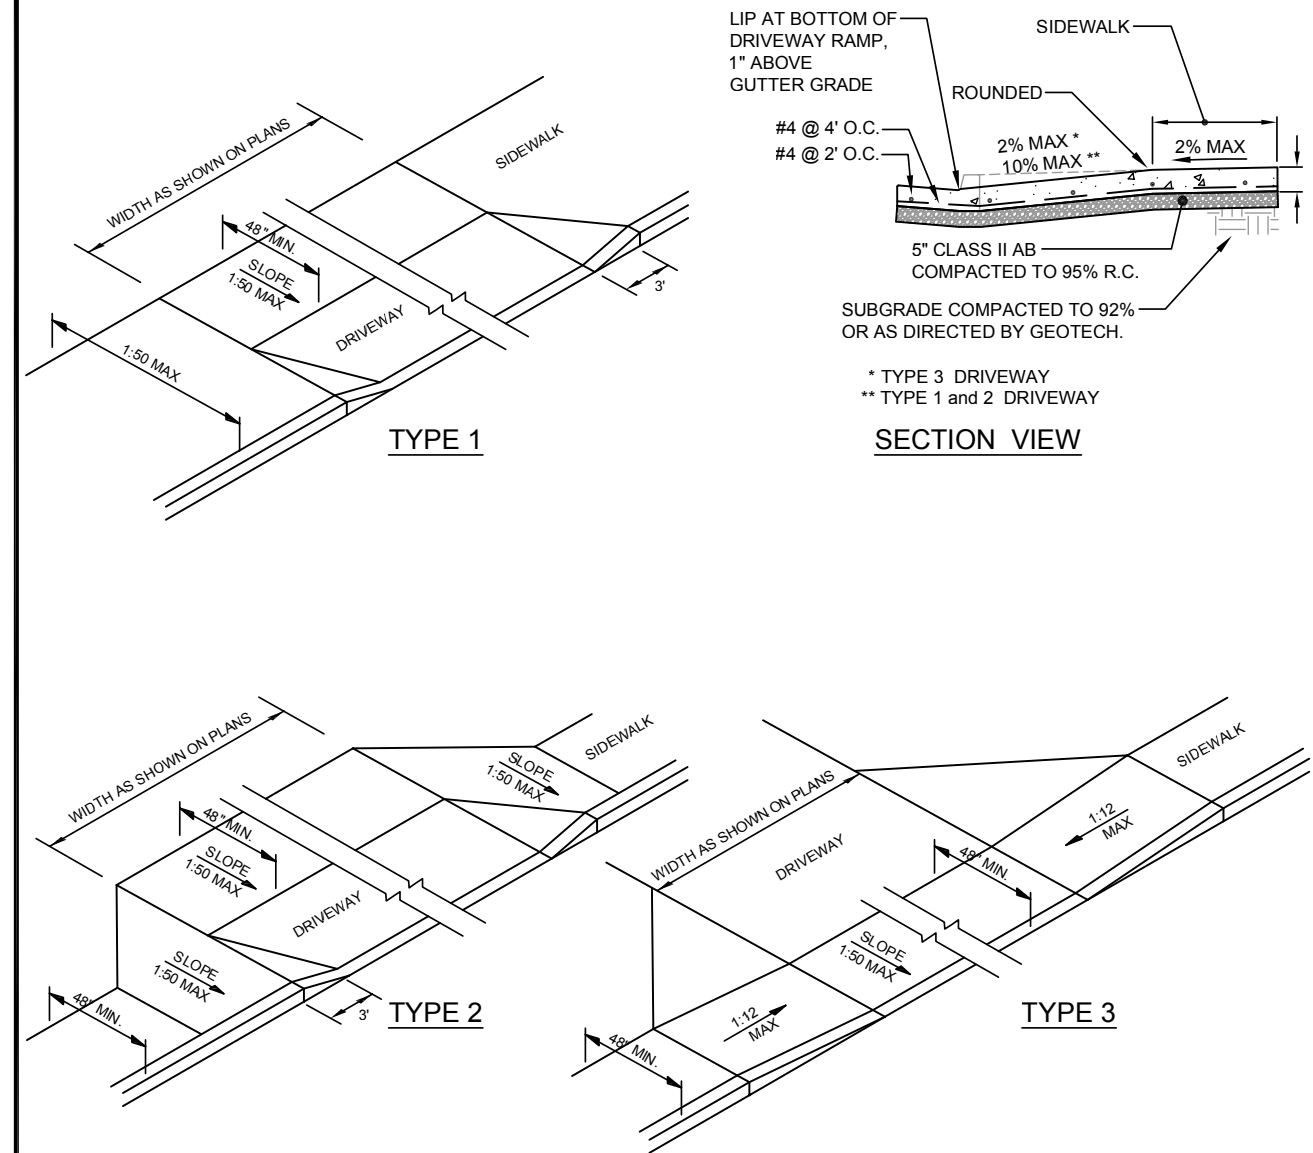 LIP AT BOTTOM OF
DRIVEWAY RAMP,
1" ABOVE
GUTTER GRADE
SIDEWALK
ROUNDED
#4 @ 4' O.C.
#4 @ 2' O.C.
2% MAX *
10% MAX **
2% MAX
5" CLASS II AB
COMPACTED TO 95% R.C.
SUBGRADE COMPACTED TO 92%
OR AS DIRECTED BY GEOTECH.
* TYPE 3 DRIVEWAY
** TYPE 1 and 2 DRIVEWAY
SECTION VIEW
WIDTH AS SHOWN ON PLANS
SIDEWALK
48" MIN.
SLOPE
1:50 MAX
DRIVEWAY
3'
1:50 MAX
TYPE 1
WIDTH AS SHOWN ON PLANS
SIDEWALK
SLOPE
1:50 MAX
48" MIN.
SLOPE
1:50 MAX
DRIVEWAY
SLOPE
1:50 MAX
48" MIN.
3'
TYPE 2
SIDEWALK
WIDTH AS SHOWN ON PLANS
1:12
MAX
DRIVEWAY
48" MIN.
SLOPE
1:50 MAX
1:12
MAX
48" MIN.
TYPE 3